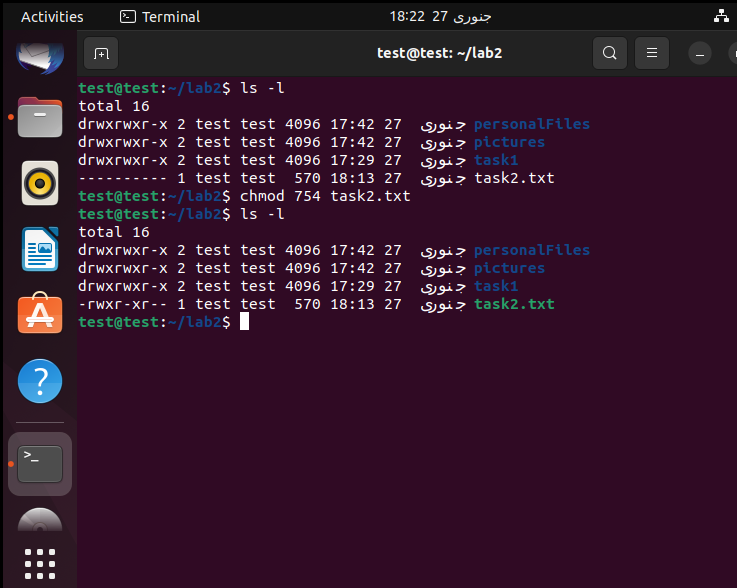 Activities
Terminal
18:22 27 جنوری
test@test: ~/lab2
test@test:~/lab2$ ls -l
total 16
drwxrwxr-x 2 test test 4096 17:42 27 جنوری personalFiles
drwxrwxr-x 2 test test 4096 17:42 27 جنوری pictures
drwxrwxr-x 2 test test 4096 17:29 27 جنوری task1
---------- 1 test test  570 18:13 27 جنوری task2.txt
test@test:~/lab2$ chmod 754 task2.txt
test@test:~/lab2$ ls -l
total 16
drwxrwxr-x 2 test test 4096 17:42 27 جنوری personalFiles
drwxrwxr-x 2 test test 4096 17:42 27 جنوری pictures
drwxrwxr-x 2 test test 4096 17:29 27 جنوری task1
-rwxr-xr-- 1 test test  570 18:13 27 جنوری task2.txt
test@test:~/lab2$